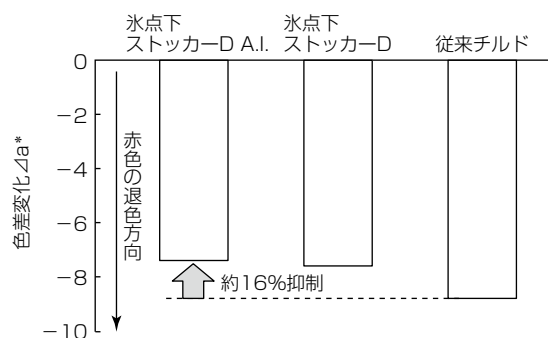 氷点下
ストッカーD A.I.
氷点下
ストッカーD
従来チルド
0
−2
−4
−6
−8
−10
色差変化⊿a*
赤色の退色方向
約16%抑制